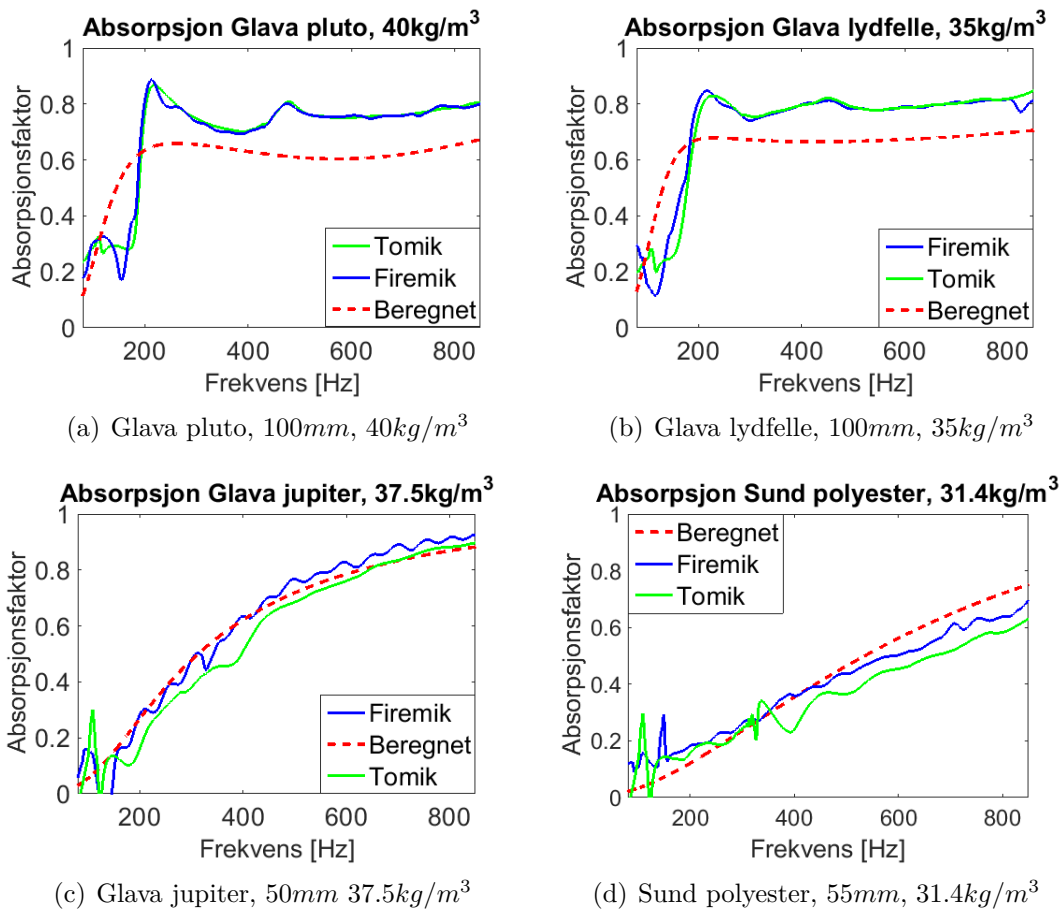 Absorpsjon Glava pluto, 40kg/m³
Absorpsjonsfaktor
1
0.8
0.6
0.4
0.2
0
200
400
600
800
Frekvens [Hz]
Tomik
Firemik
Beregnet
(a) Glava pluto, 100mm, 40kg/m³
Absorpsjon Glava lydfelle, 35kg/m³
Absorpsjonsfaktor
1
0.8
0.6
0.4
0.2
0
200
400
600
800
Frekvens [Hz]
Firemik
Tomik
Beregnet
(b) Glava lydfelle, 100mm, 35kg/m³
Absorpsjon Glava jupiter, 37.5kg/m³
Absorpsjonsfaktor
1
0.8
0.6
0.4
0.2
0
200
400
600
800
Frekvens [Hz]
Firemik
Beregnet
Tomik
(c) Glava jupiter, 50mm 37.5kg/m³
Absorpsjon Sund polyester, 31.4kg/m³
Absorpsjonsfaktor
1
0.8
0.6
0.4
0.2
0
200
400
600
800
Frekvens [Hz]
Beregnet
Firemik
Tomik
(d) Sund polyester, 55mm, 31.4kg/m³